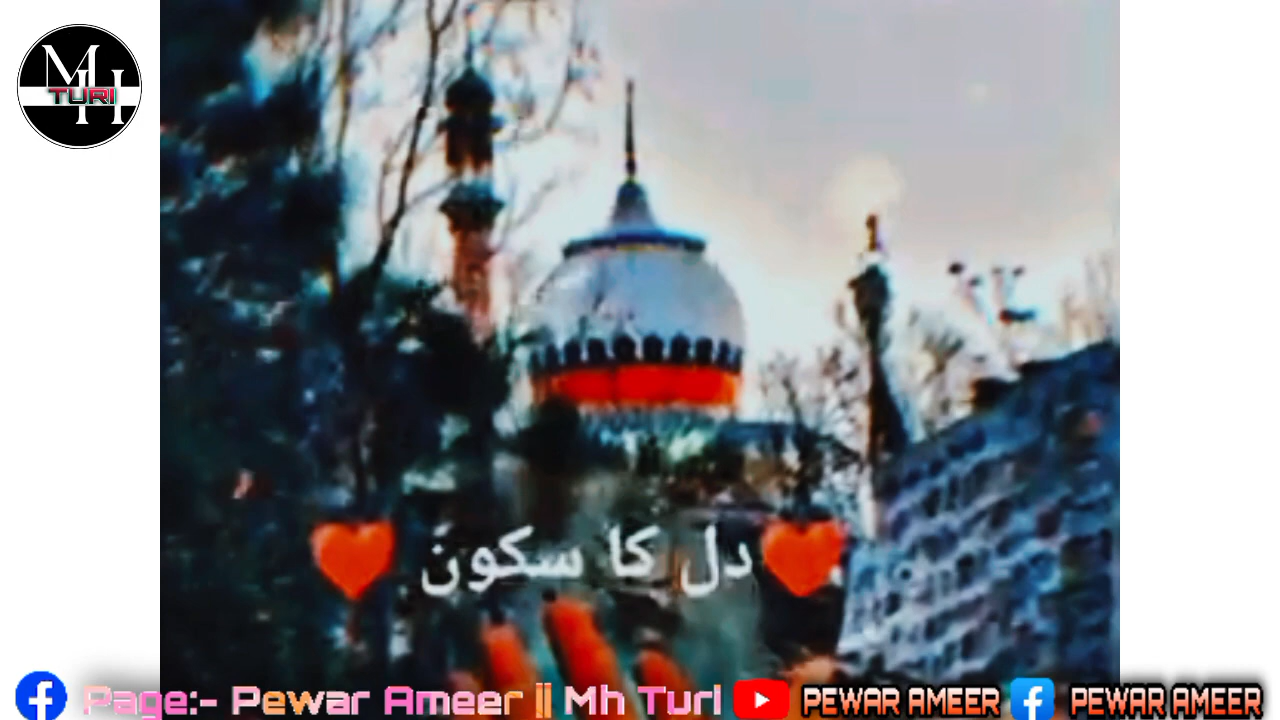 MH
TURI
دل کا سکون
Page:- Pewar Ameer || Mh Turi PEWAR AMEER PEWAR AMEER